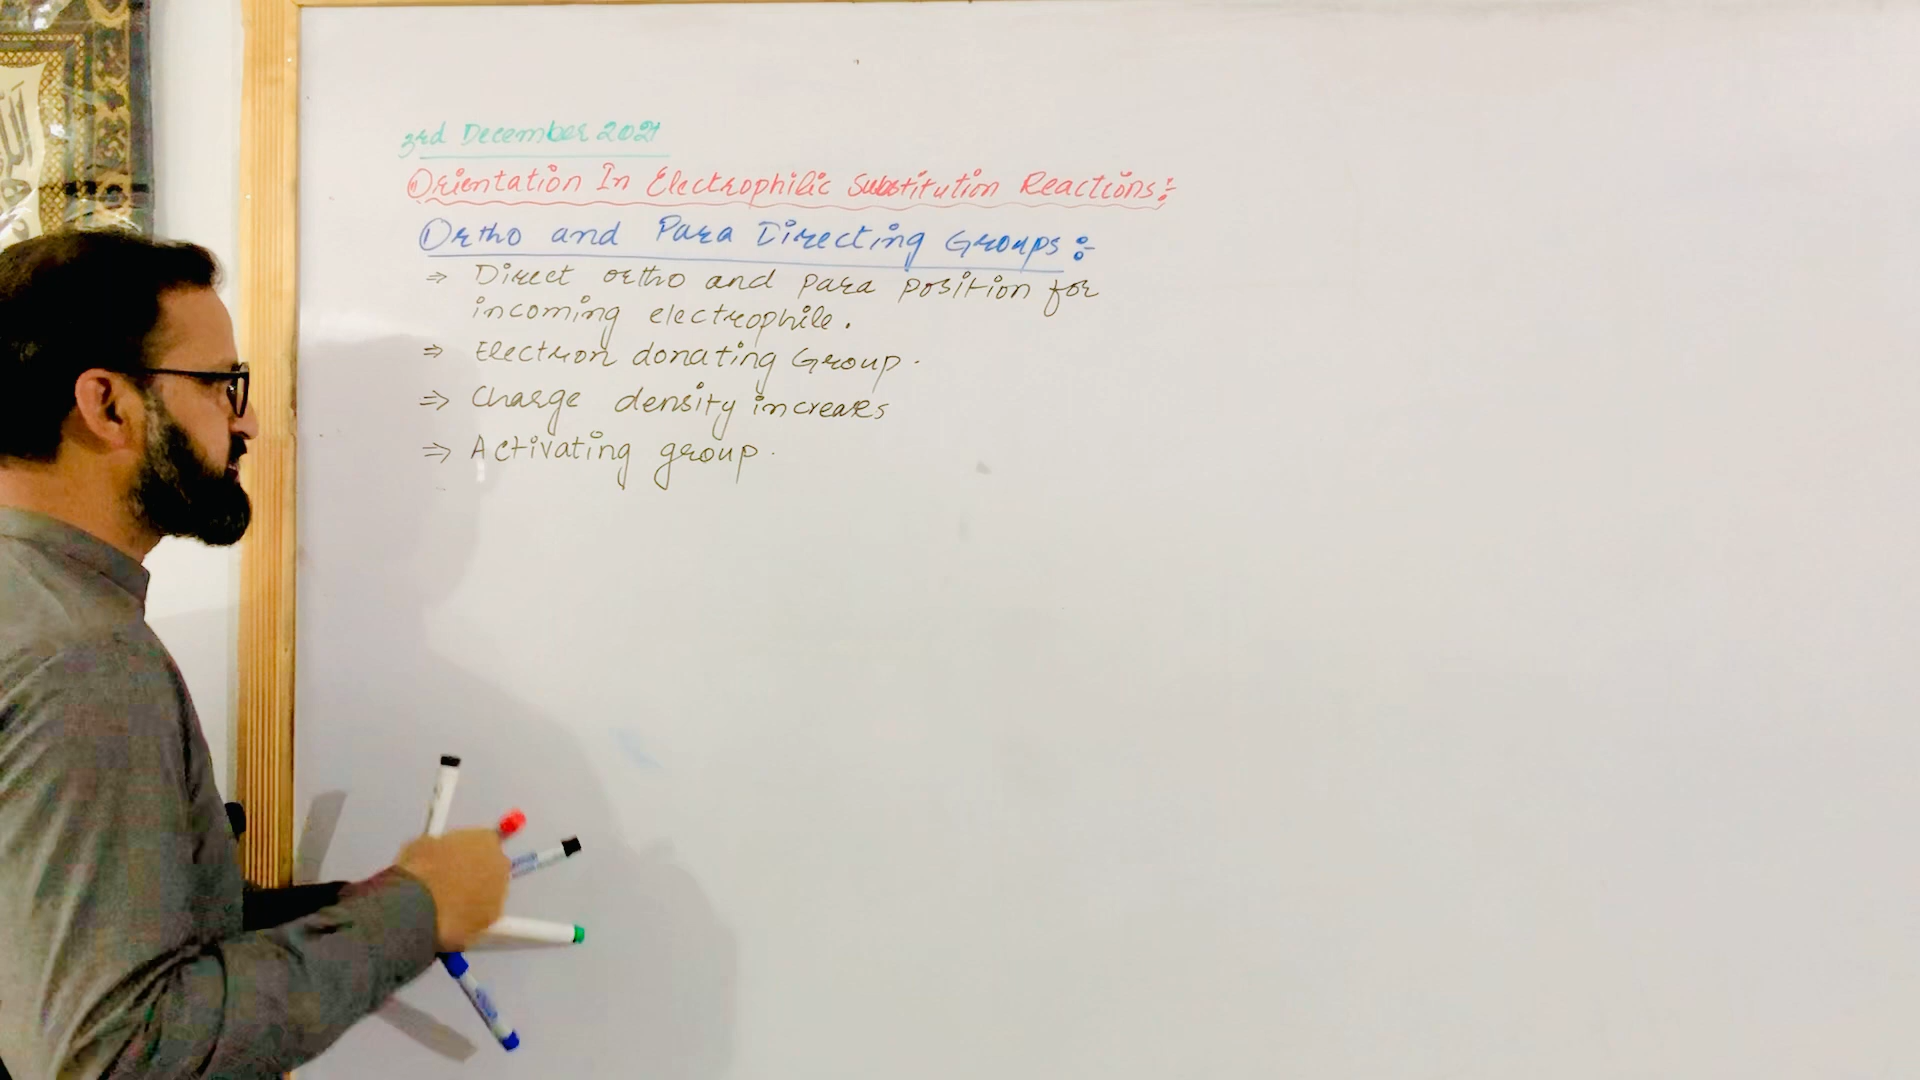 3rd December 2021
Orientation In Electrophilic Substitution Reactions:-
Ortho and Para Directing Groups:-
⇒ Direct ortho and para position for
incoming electrophile.
⇒ Electron donating Group.
⇒ Charge density increases
⇒ Activating group.